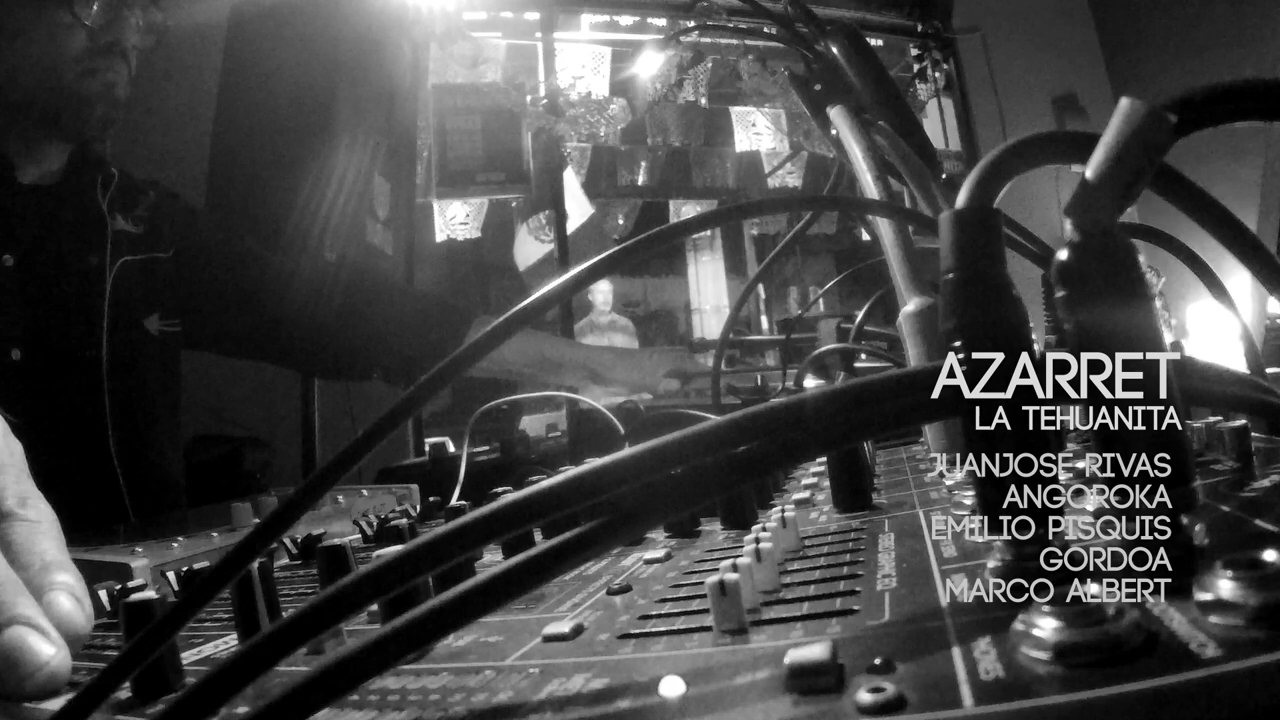 AZARRET
LA TEHUANITA
JUANJOSE RIVAS
ANGOROKA
EMILIO PISQUIS
GORDOA
MARCO ALBERT